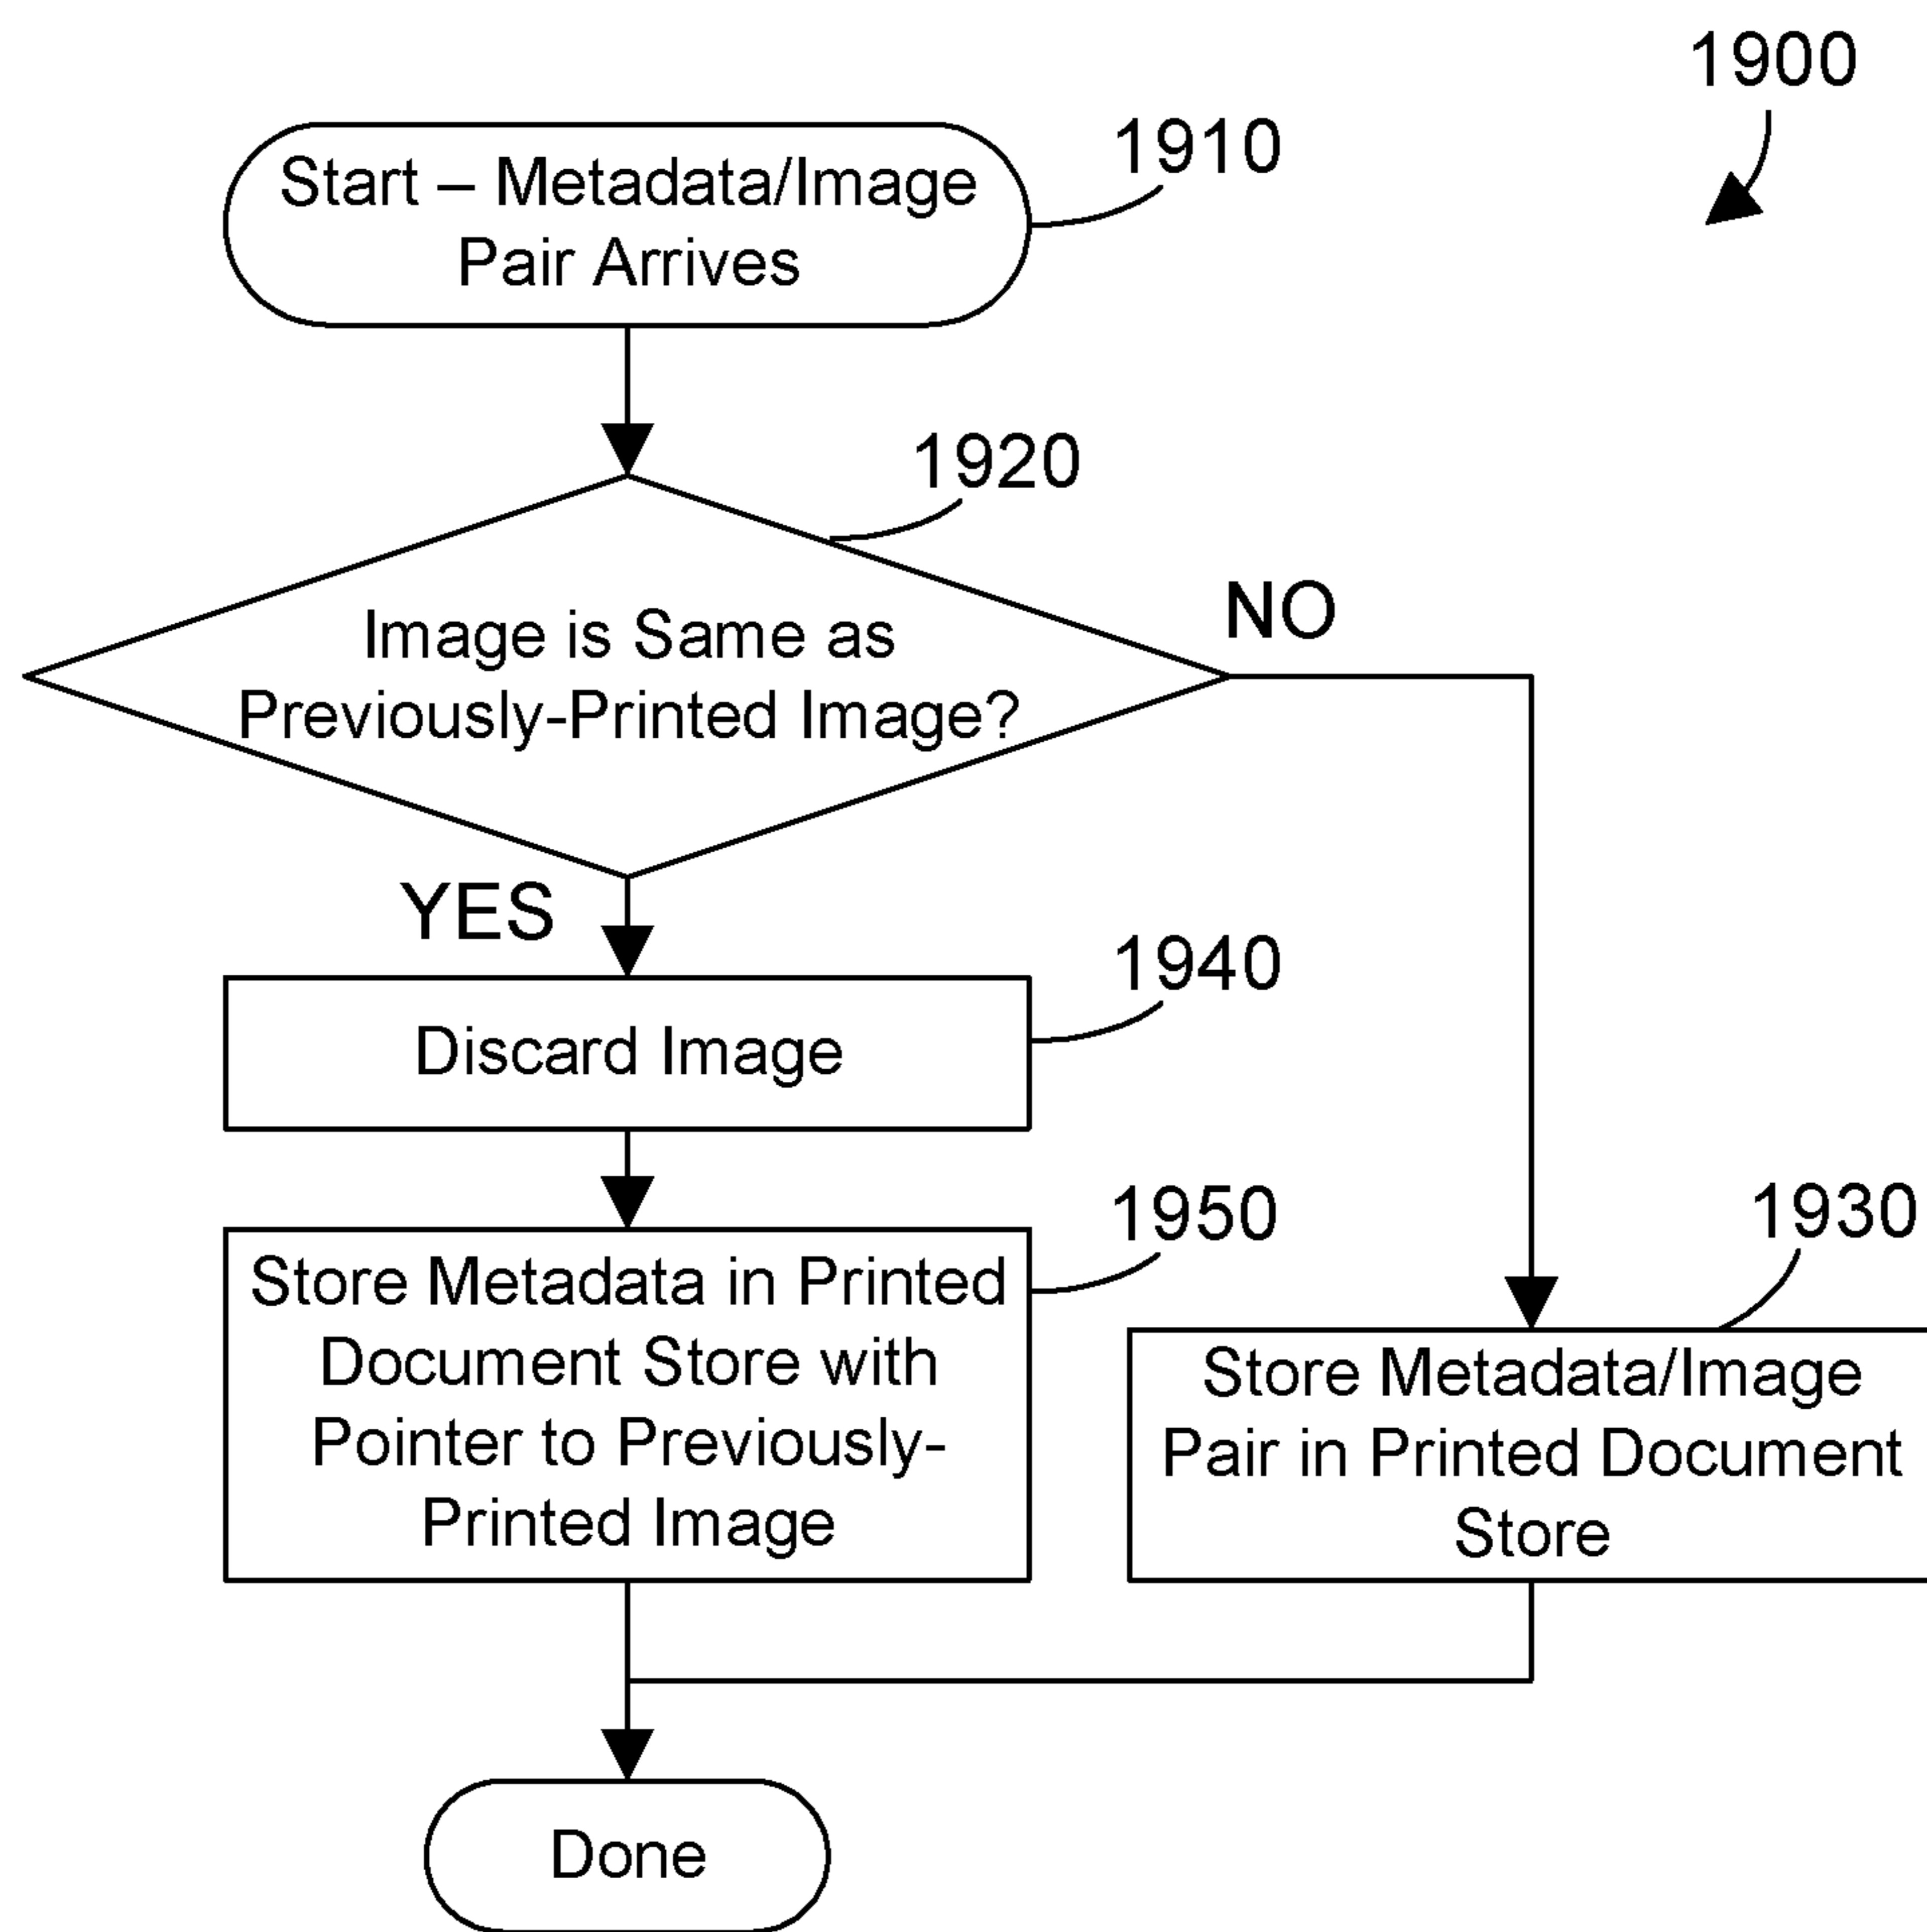 1900
Start – Metadata/Image
Pair Arrives
1910
1920
Image is Same as
Previously-Printed Image?
NO
YES
1940
Discard Image
1950
Store Metadata in Printed
Document Store with
Pointer to Previously-
Printed Image
1930
Store Metadata/Image
Pair in Printed Document
Store
Done